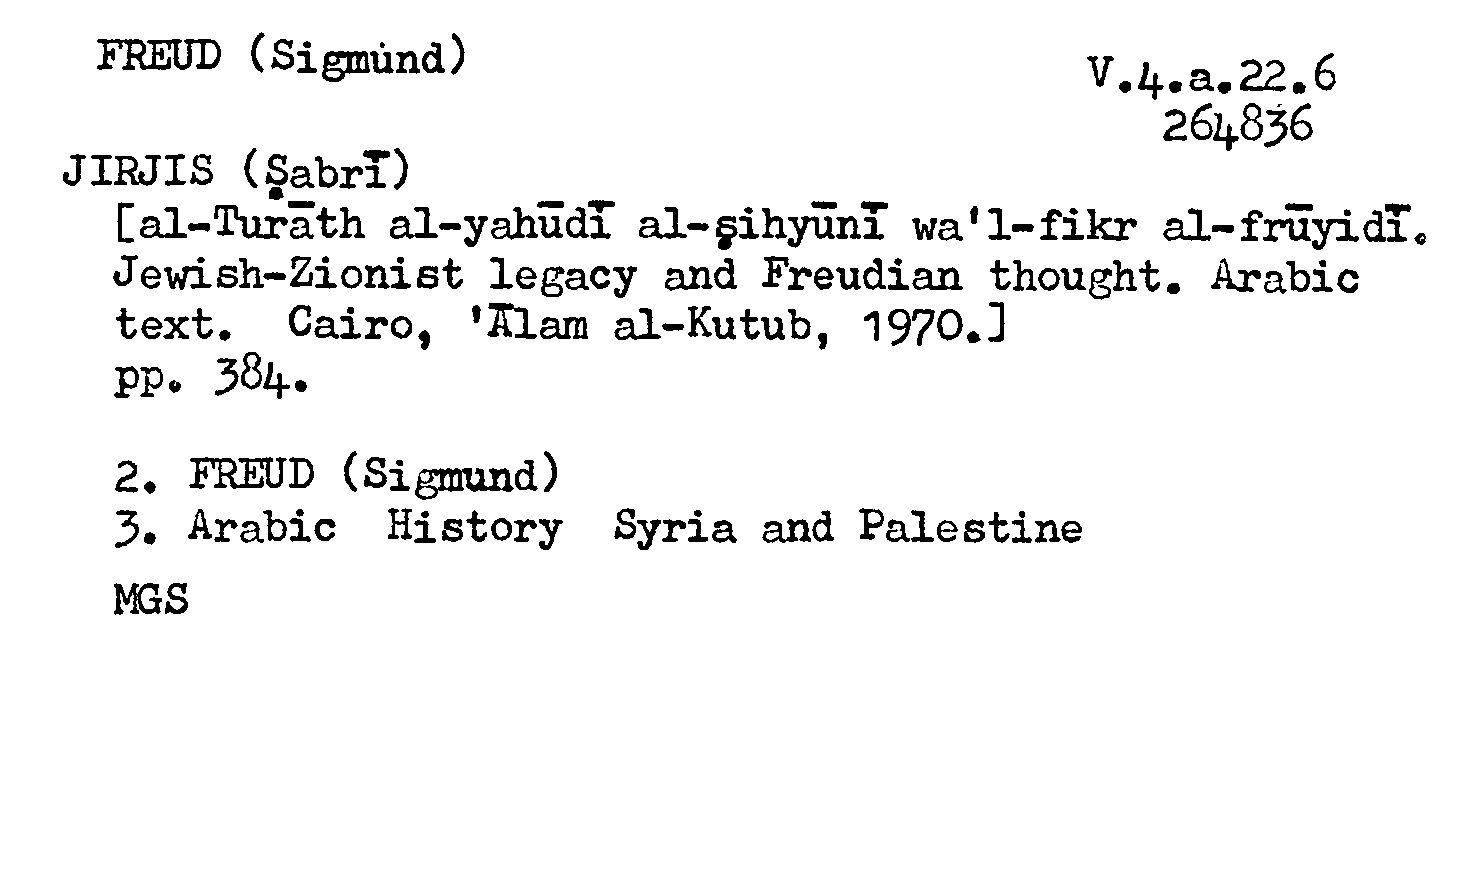 FREUD (Sigmund)
V.4.a.22.6
264836
JIRJIS (Ṣabrī)
[al-Turāth al-yahūdī al-ṣihyūnī wa'l-fikr al-frūyidī.
Jewish-Zionist legacy and Freudian thought. Arabic
text. Cairo, 'Ālam al-Kutub, 1970.]
pp. 384.
2. FREUD (Sigmund)
3. Arabic History Syria and Palestine
MGS